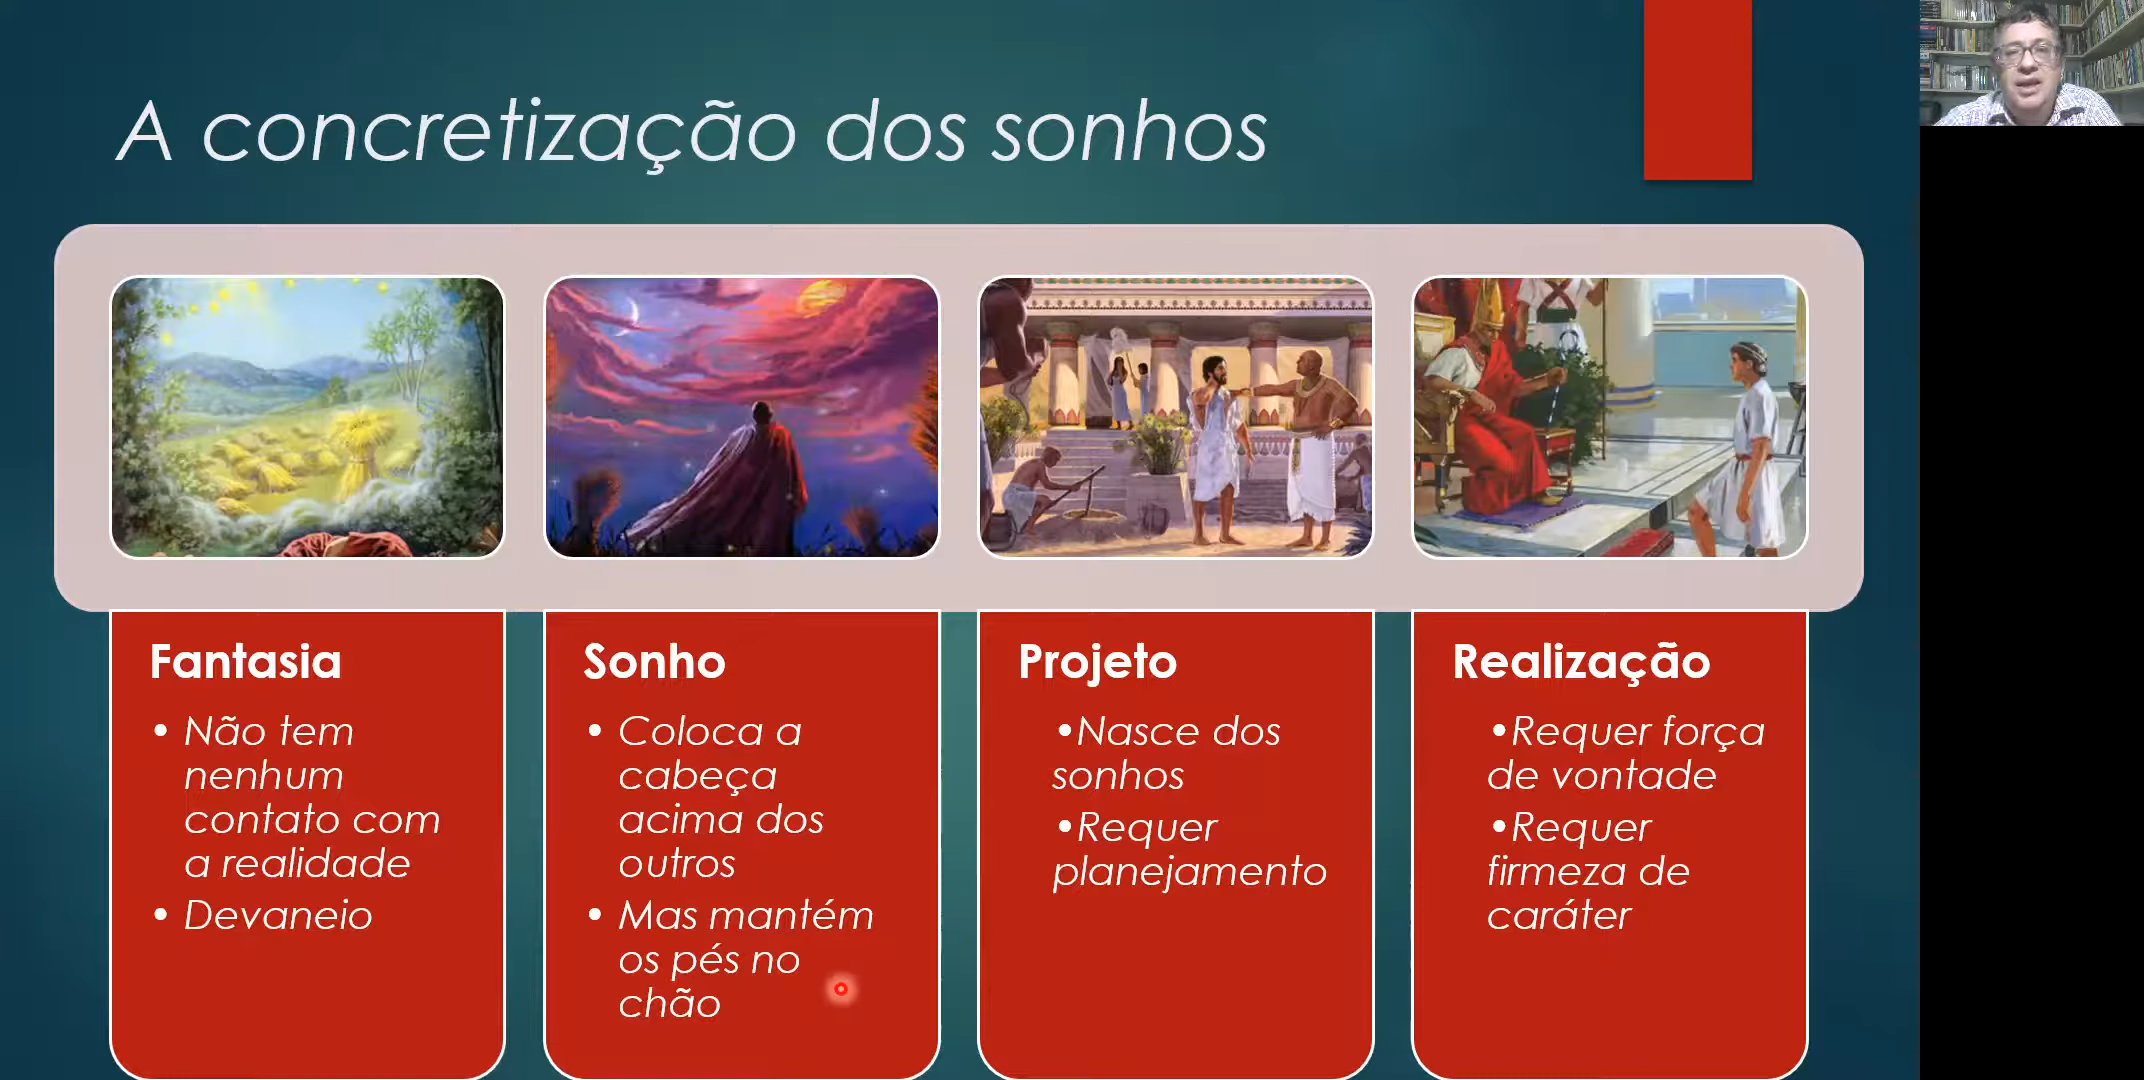 A concretização dos sonhos
Fantasia
• Não tem
nenhum
contato com
a realidade
• Devaneio
Sonho
• Coloca a
cabeça
acima dos
outros
• Mas mantém
os pés no
chão
Projeto
•Nasce dos
sonhos
•Requer
planejamento
Realização
•Requer força
de vontade
•Requer
firmeza de
caráter